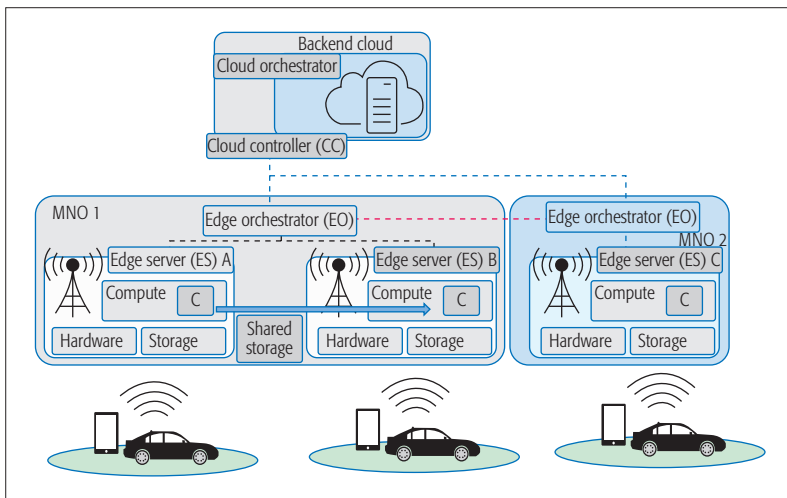 Backend cloud
Cloud orchestrator
Cloud controller (CC)
MNO 1
Edge orchestrator (EO)
Edge orchestrator (EO)
MNO 2
Edge server (ES) A
Edge server (ES) B
Edge server (ES) C
Compute
C
Compute
C
Compute
C
Shared
storage
Hardware
Storage
Hardware
Storage
Hardware
Storage